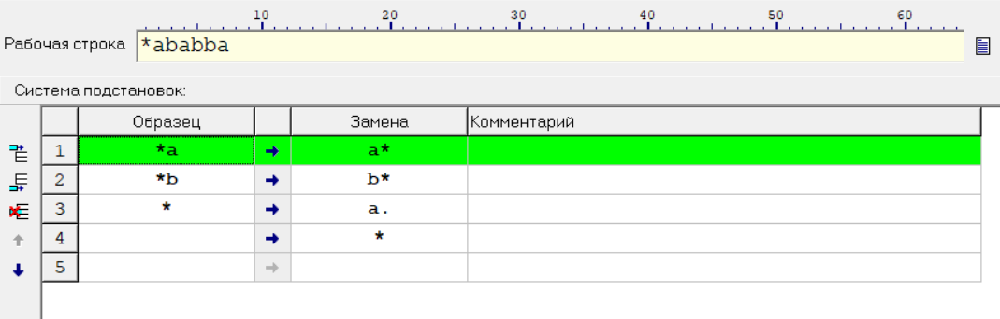 10 20 30 40 50 60
Рабочая строка *ababba
Система подстановок:
Образец Замена Комментарий
1 *a → a*
2 *b → b*
3 * → a.
4 → *
5 →